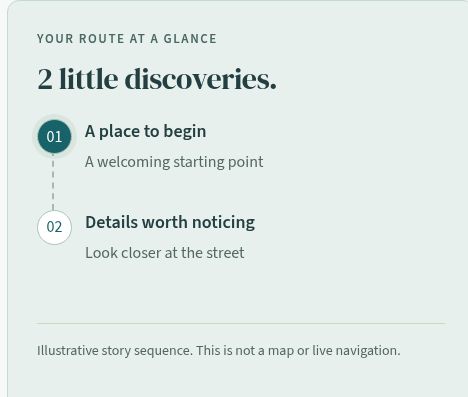 YOUR ROUTE AT A GLANCE
2 little discoveries.
01
A place to begin
A welcoming starting point
02
Details worth noticing
Look closer at the street
Illustrative story sequence. This is not a map or live navigation.